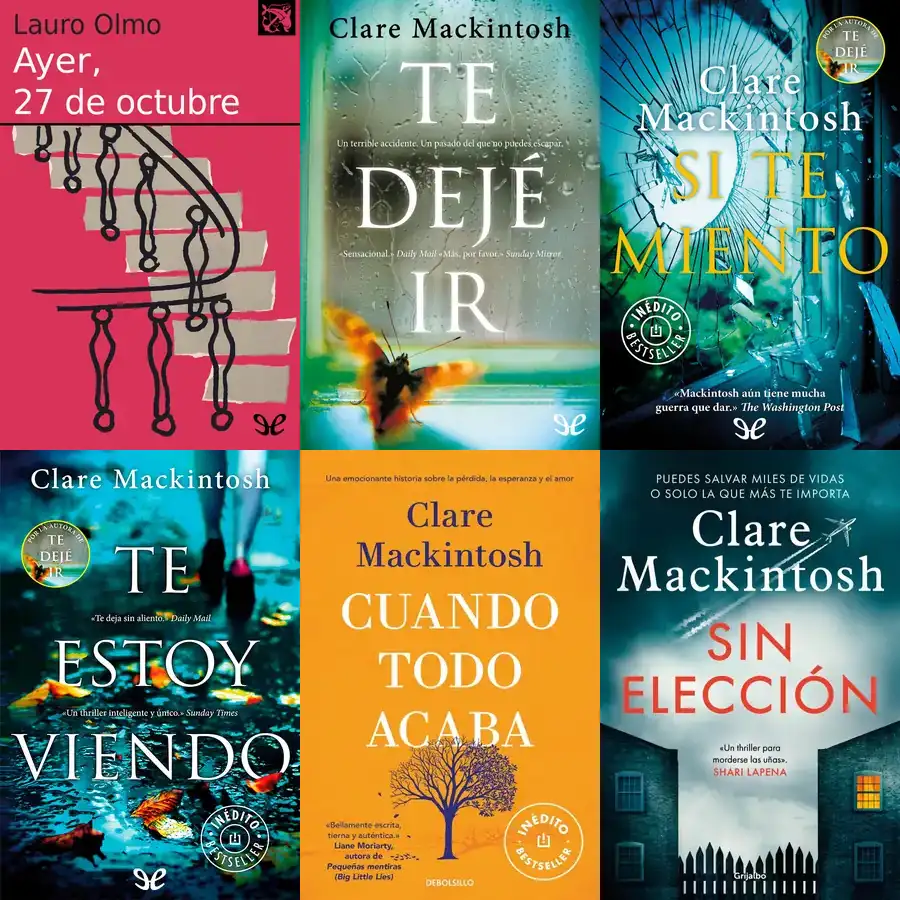 Lauro Olmo
Ayer,
27 de octubre
Clare Mackintosh
TE
Un terrible accidente. Un pasado del que no puedes escapar.
DEJÉ
«Sensacional.» Daily Mail «Más, por favor.» Sunday Mirror
IR
POR LA AUTORA DE
TE
DEJÉ
IR
Clare
Mackintosh
SI TE
MIENTO
INÉDITO
BESTSELLER
«Mackintosh aún tiene mucha
guerra que dar.» The Washington Post
Clare Mackintosh
POR LA AUTORA DE
TE
DEJÉ
IR
TE
«Te deja sin aliento.» Daily Mail
ESTOY
«Un thriller inteligente y único.» Sunday Times
VIENDO
INÉDITO
BESTSELLER
Una emocionante historia sobre la pérdida, la esperanza y el amor
Clare
Mackintosh
CUANDO
TODO
ACABA
«Bellamente escrita,
tierna y auténtica.»
Liane Moriarty,
autora de
Pequeñas mentiras
(Big Little Lies)
INÉDITO
BESTSELLER
DEBOLSILLO
PUEDES SALVAR MILES DE VIDAS
O SOLO LA QUE MÁS TE IMPORTA
Clare
Mackintosh
SIN
ELECCIÓN
«Un thriller para
morderse las uñas».
SHARI LAPENA
Grijalbo